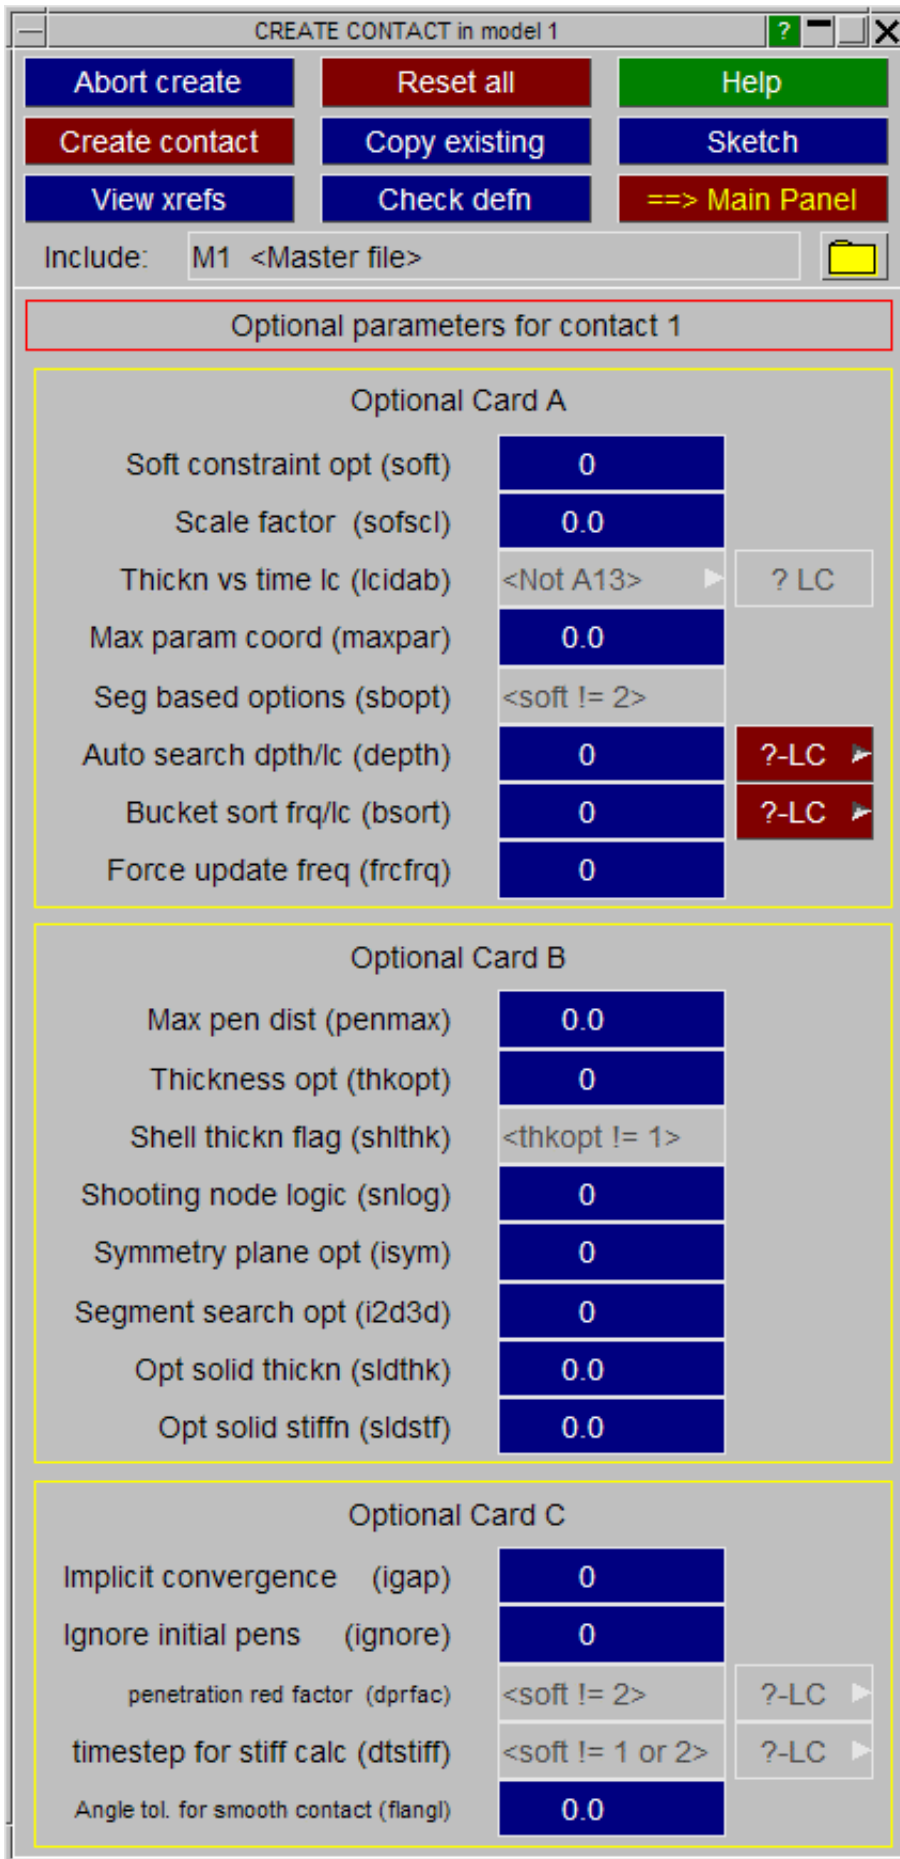 CREATE CONTACT in model 1 ?
Abort create Reset all Help
Create contact Copy existing Sketch
View xrefs Check defn ==> Main Panel
Include: M1 <Master file>
Optional parameters for contact 1
Optional Card A
Soft constraint opt (soft) 0
Scale factor (sofscl) 0.0
Thickn vs time lc (lcidab) <Not A13> ? LC
Max param coord (maxpar) 0.0
Seg based options (sbopt) <soft != 2>
Auto search dpth/lc (depth) 0 ?-LC
Bucket sort frq/lc (bsort) 0 ?-LC
Force update freq (frcfrq) 0
Optional Card B
Max pen dist (penmax) 0.0
Thickness opt (thkopt) 0
Shell thickn flag (shlthk) <thkopt != 1>
Shooting node logic (snlog) 0
Symmetry plane opt (isym) 0
Segment search opt (i2d3d) 0
Opt solid thickn (sldthk) 0.0
Opt solid stiffn (sldstf) 0.0
Optional Card C
Implicit convergence (igap) 0
Ignore initial pens (ignore) 0
penetration red factor (dprfac) <soft != 2> ?-LC
timestep for stiff calc (dtstiff) <soft != 1 or 2> ?-LC
Angle tol. for smooth contact (flangl) 0.0